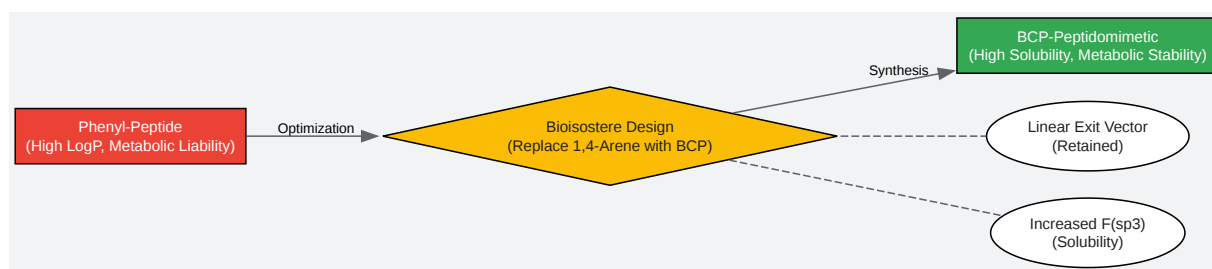 Phenyl-Peptide
(High LogP, Metabolic Liability)
Optimization
Bioisostere Design
(Replace 1,4-Arene with BCP)
Synthesis
BCP-Peptidomimetic
(High Solubility, Metabolic Stability)
Linear Exit Vector
(Retained)
Increased F(sp3)
(Solubility)